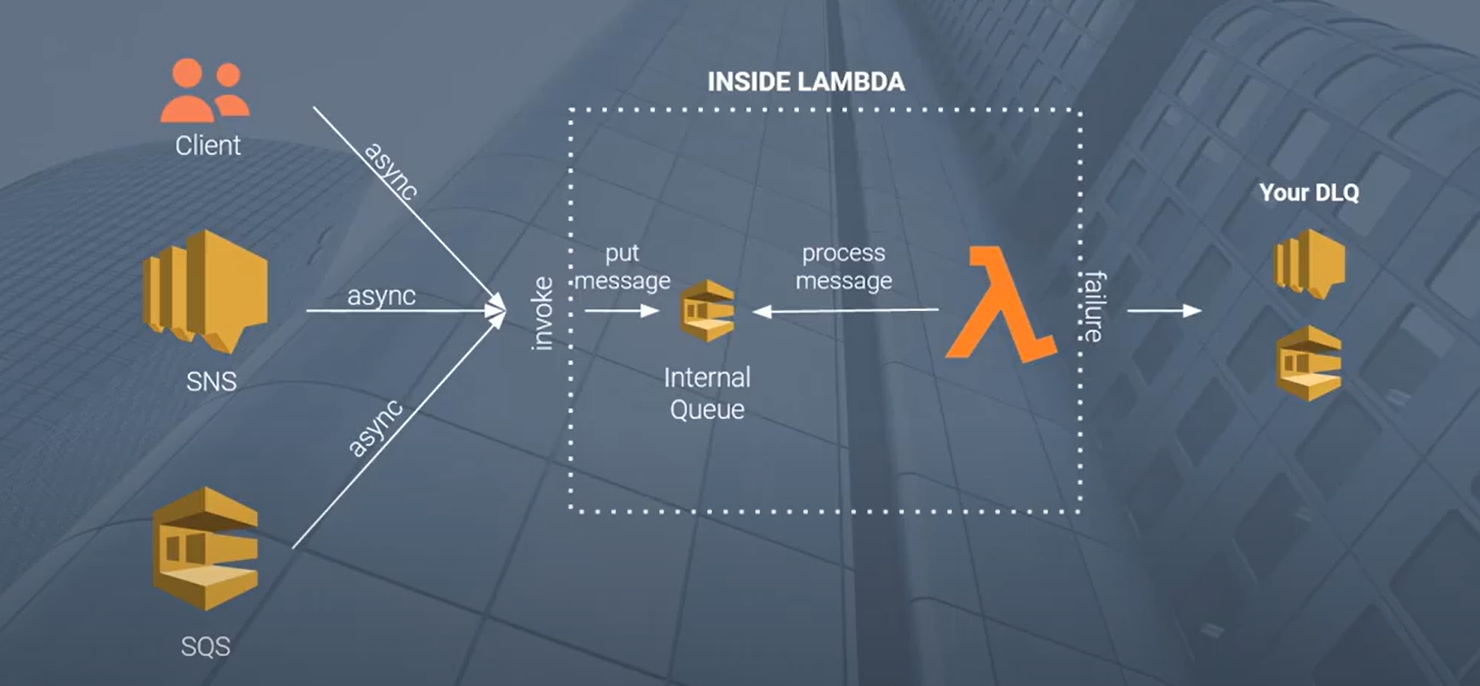 INSIDE LAMBDA
Client
async
Your DLQ
put
message
process
message
SNS
async
invoke
failure
Internal
Queue
async
SQS